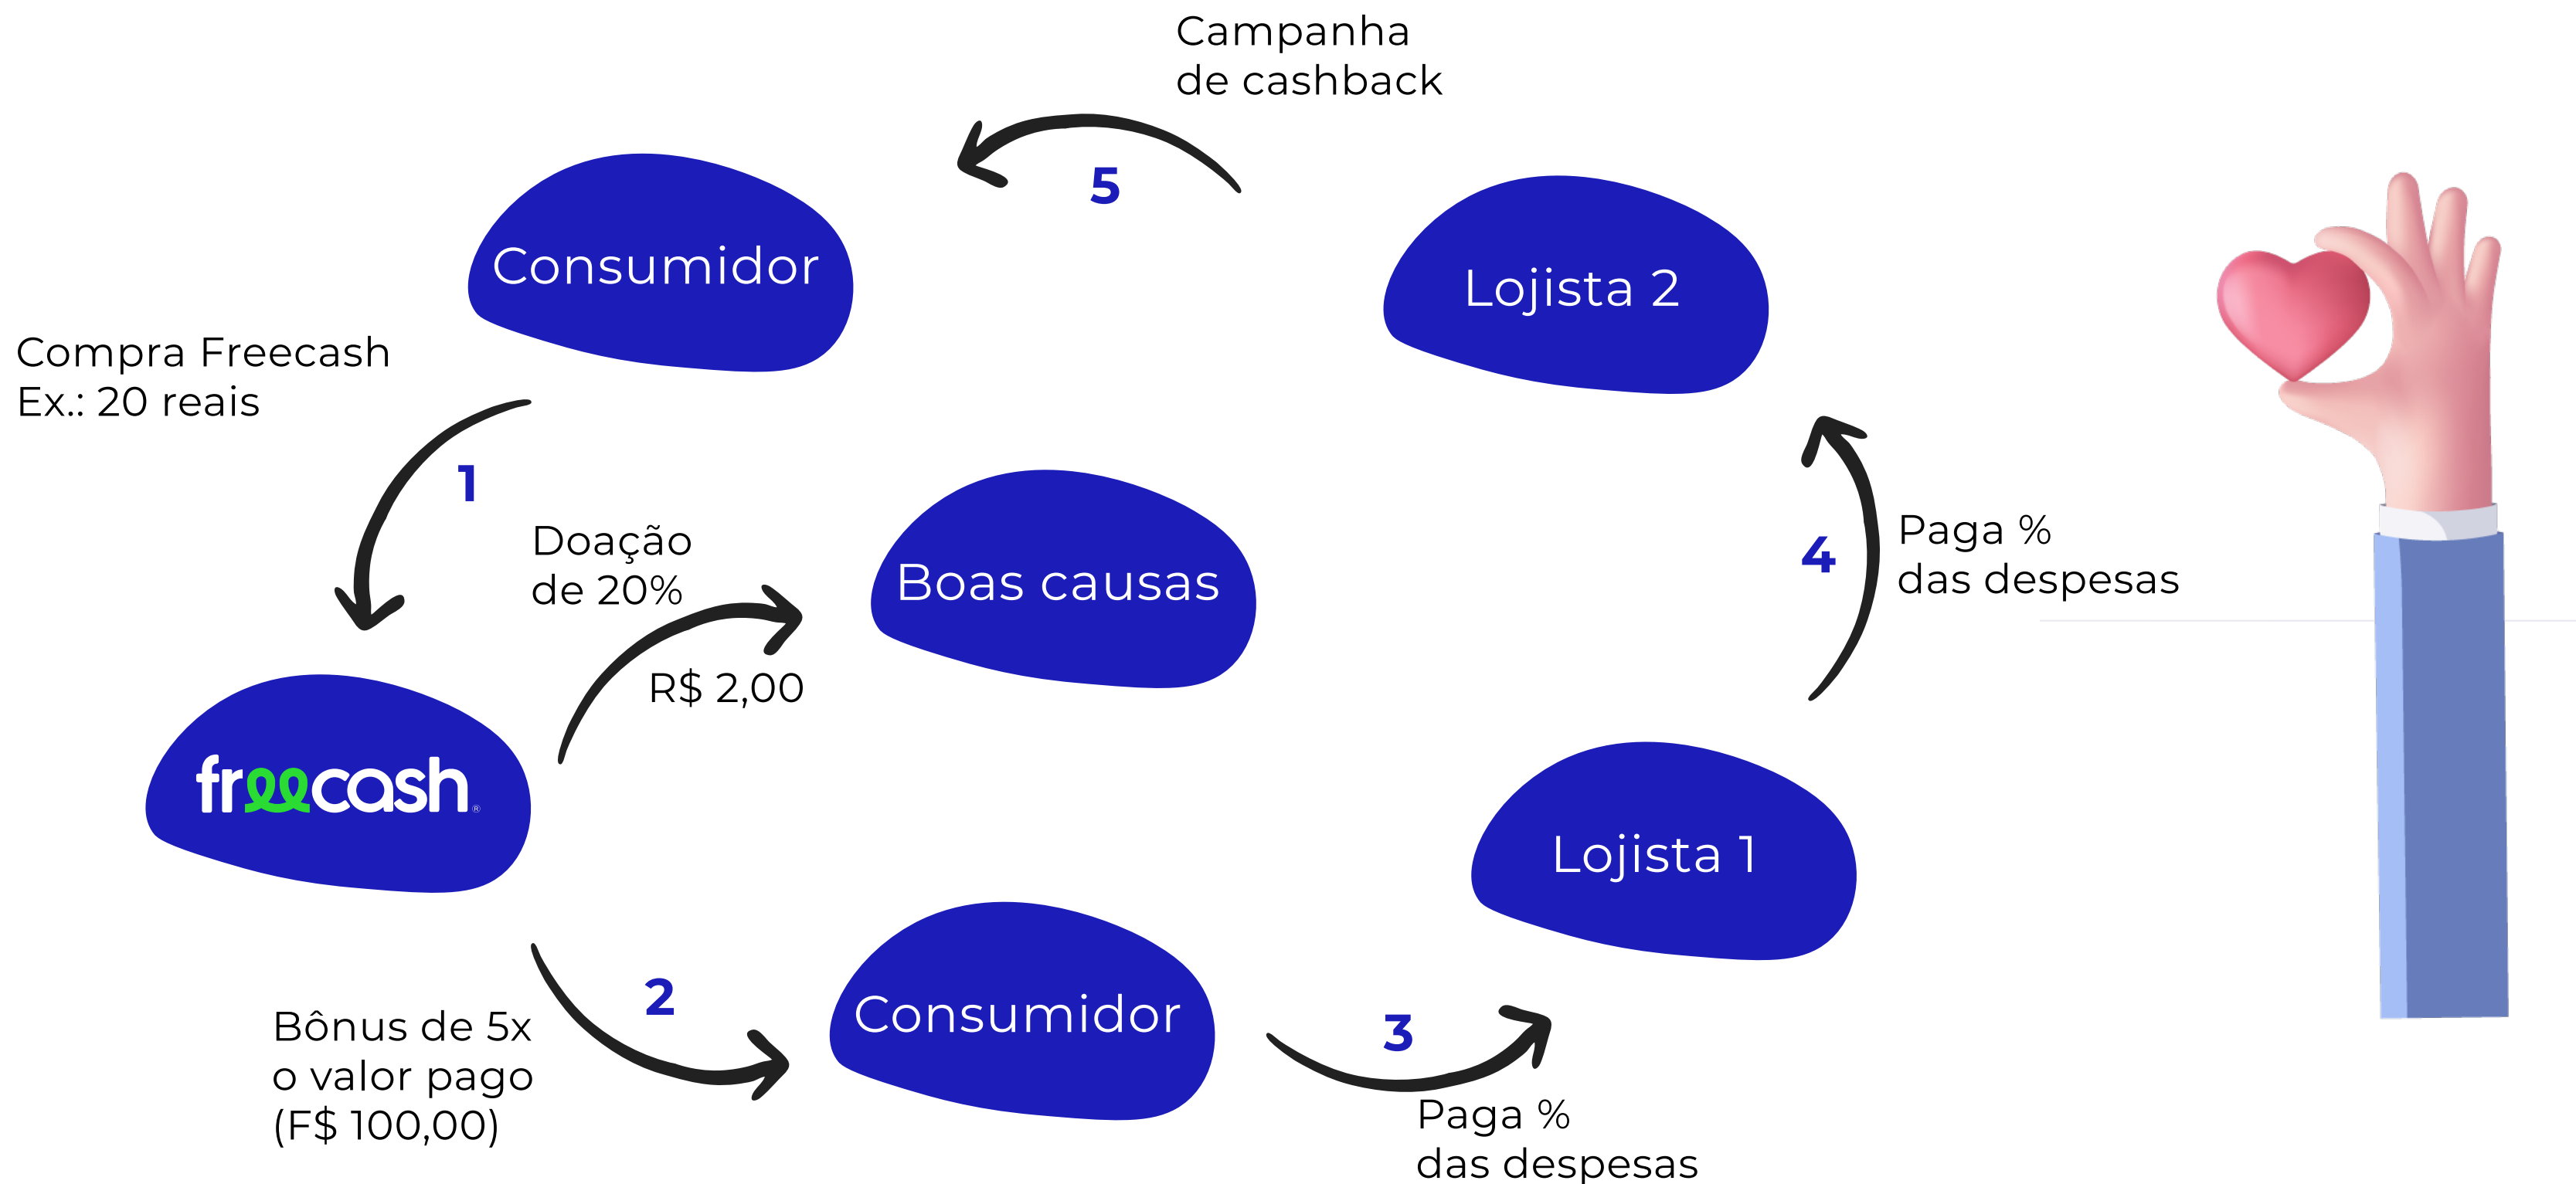 Campanha
de cashback
5
Consumidor
Lojista 2
Compra Freecash
Ex.: 20 reais
1
Doação
de 20%
R$ 2,00
Boas causas
4
Paga %
das despesas
freecash®
Lojista 1
2
Bônus de 5x
o valor pago
(F$ 100,00)
Consumidor
3
Paga %
das despesas